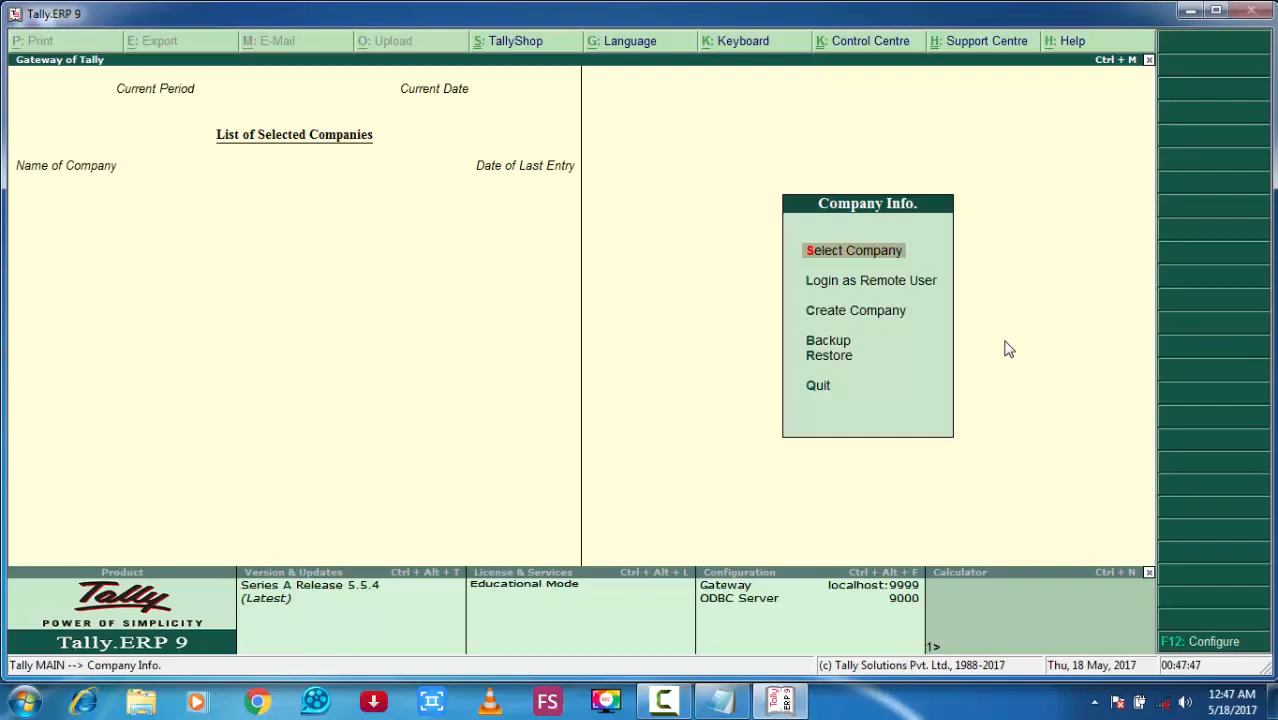 Tally.ERP 9
P: Print E: Export M: E-Mail O: Upload S: TallyShop G: Language K: Keyboard K: Control Centre H: Support Centre H: Help
Gateway of Tally Ctrl + M
Current Period Current Date
List of Selected Companies
Name of Company Date of Last Entry
Company Info.
Select Company
Login as Remote User
Create Company
Backup
Restore
Quit
Product Version & Updates Ctrl + Alt + T License & Services Ctrl + Alt + L Configuration Ctrl + Alt + F Calculator Ctrl + N
Tally
POWER OF SIMPLICITY
Tally.ERP 9
Series A Release 5.5.4
(Latest)
Educational Mode
Gateway localhost:9999
ODBC Server 9000
1>
F12: Configure
Tally MAIN --> Company Info. (c) Tally Solutions Pvt. Ltd., 1988-2017 Thu, 18 May, 2017 00:47:47
FS
REC
C
Tally
ERP 9
12:47 AM
5/18/2017